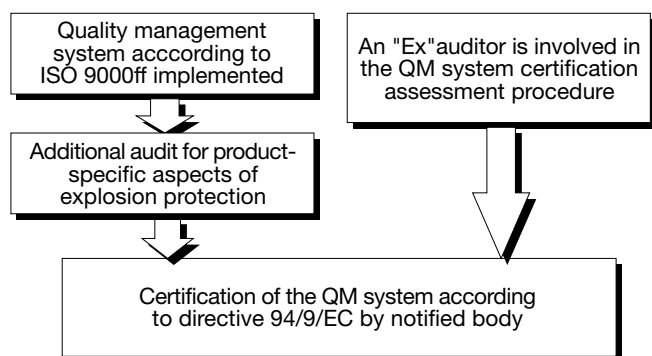 Quality management
system acccording to
ISO 9000ff implemented
An "Ex"auditor is involved in
the QM system certification
assessment procedure
Additional audit for product-
specific aspects of
explosion protection
Certification of the QM system according
to directive 94/9/EC by notified body